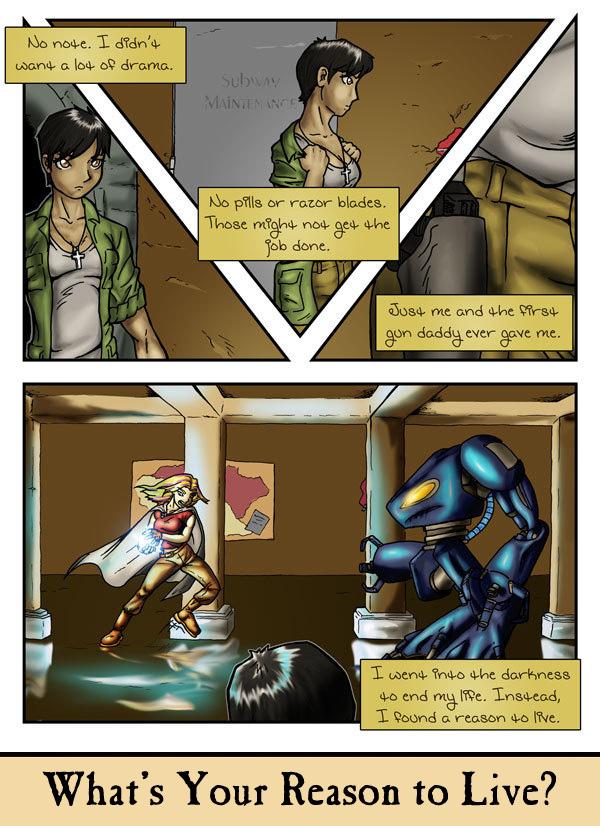 No note. I didn't
want a lot of drama.
Subway
Maintenance
No pills or razor blades.
Those might not get the
job done.
Just me and the first
gun daddy ever gave me.
I went into the darkness
to end my life. Instead,
I found a reason to live.
What's Your Reason to Live?